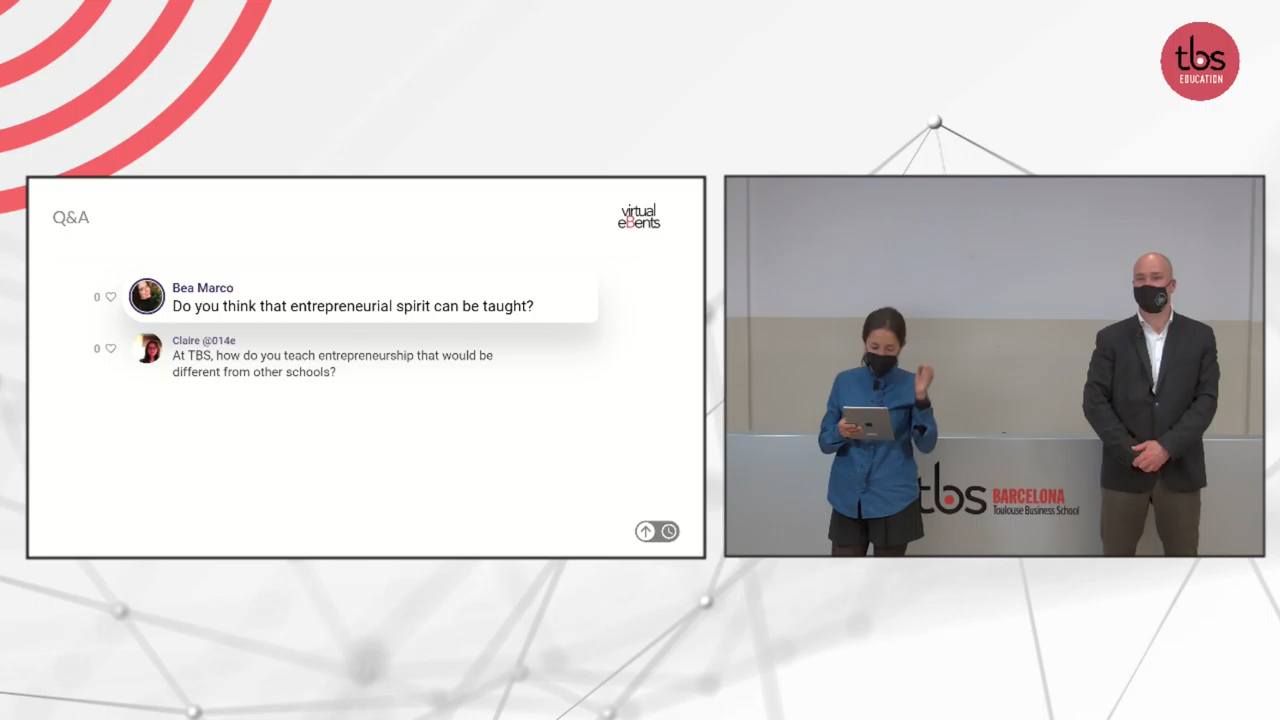 tbs
EDUCATION
Q&A
virtual
eBents
0
Bea Marco
Do you think that entrepreneurial spirit can be taught?
0
Claire @014e
At TBS, how do you teach entrepreneurship that would be
different from other schools?
tbs BARCELONA
Toulouse Business School